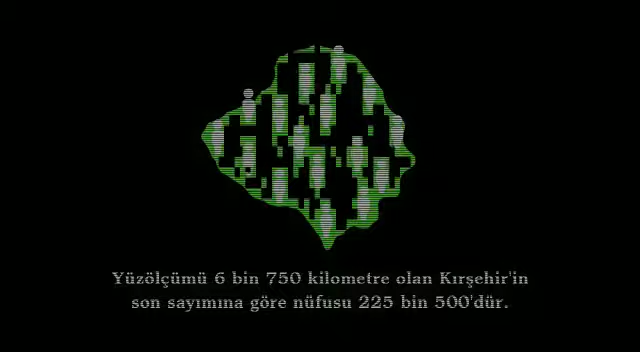 Yüzölçümü 6 bin 750 kilometre olan Kırşehir'in
son sayımına göre nüfusu 225 bin 500'dür.